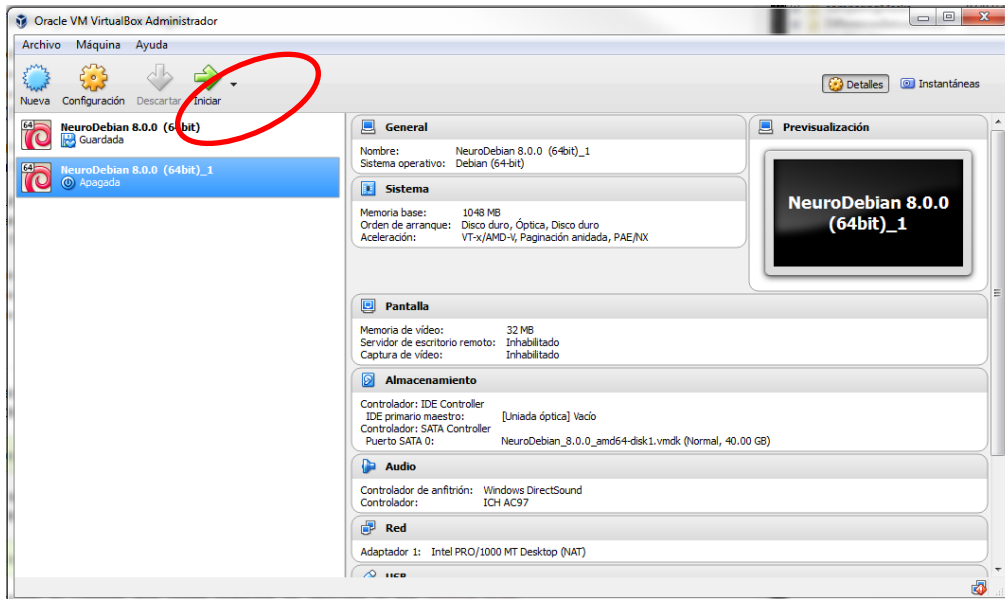 Oracle VM VirtualBox Administrador
Archivo Máquina Ayuda
Nueva Configuración Descartar Iniciar
Detalles Instantáneas
64
NeuroDebian 8.0.0 (64bit)
Guardada
64
NeuroDebian 8.0.0 (64bit)_1
Apagada
General
Nombre: NeuroDebian 8.0.0 (64bit)_1
Sistema operativo: Debian (64-bit)
Sistema
Memoria base: 1048 MB
Orden de arranque: Disco duro, Óptica, Disco duro
Aceleración: VT-x/AMD-V, Paginación anidada, PAE/NX
Previsualización
NeuroDebian 8.0.0
(64bit)_1
Pantalla
Memoria de vídeo: 32 MB
Servidor de escritorio remoto: Inhabilitado
Captura de vídeo: Inhabilitado
Almacenamiento
Controlador: IDE Controller
IDE primario maestro: [Uniada óptica] Vacío
Controlador: SATA Controller
Puerto SATA 0: NeuroDebian_8.0.0_amd64-disk1.vmdk (Normal, 40.00 GB)
Audio
Controlador de anfitrión: Windows DirectSound
Controlador: ICH AC97
Red
Adaptador 1: Intel PRO/1000 MT Desktop (NAT)
USB